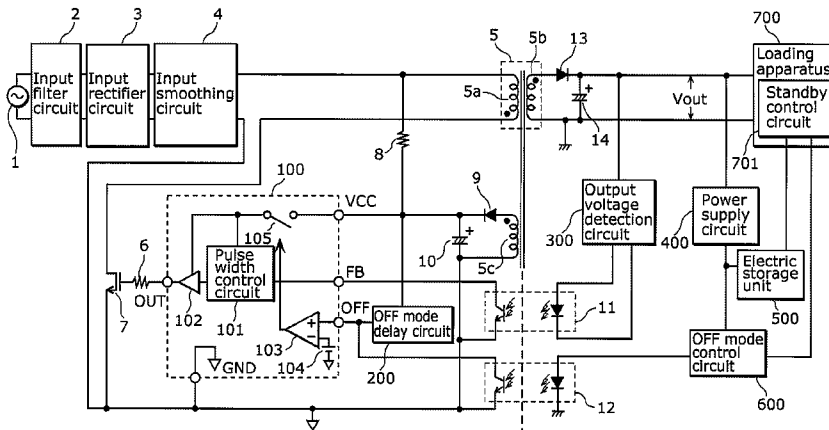 2
3
4
5
5b
13
700
Input filter circuit
Input rectifier circuit
Input smoothing circuit
5a
+
14
Vout
Loading apparatus
Standby control circuit
701
1
8
100
VCC
9
105
+
10
5c
300
Output voltage detection circuit
400
Power supply circuit
Electric storage unit
500
6
OUT
7
102
Pulse width control circuit
101
FB
11
OFF
103
+
−
104
OFF mode delay circuit
200
GND
12
OFF mode control circuit
600